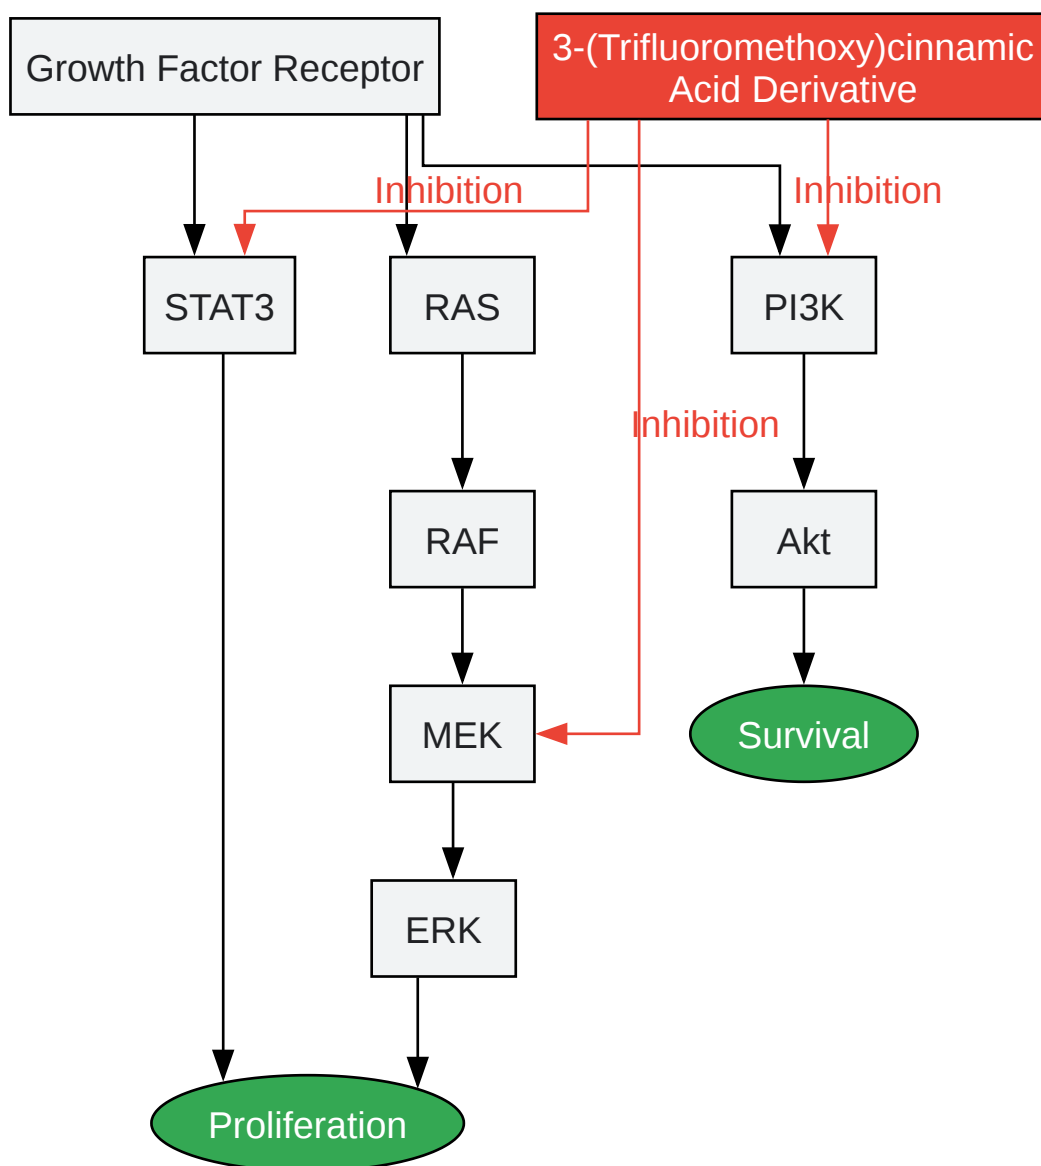 Growth Factor Receptor
3-(Trifluoromethoxy)cinnamic
Acid Derivative
Inhibition
Inhibition
STAT3
RAS
PI3K
Inhibition
RAF
Akt
MEK
Survival
ERK
Proliferation